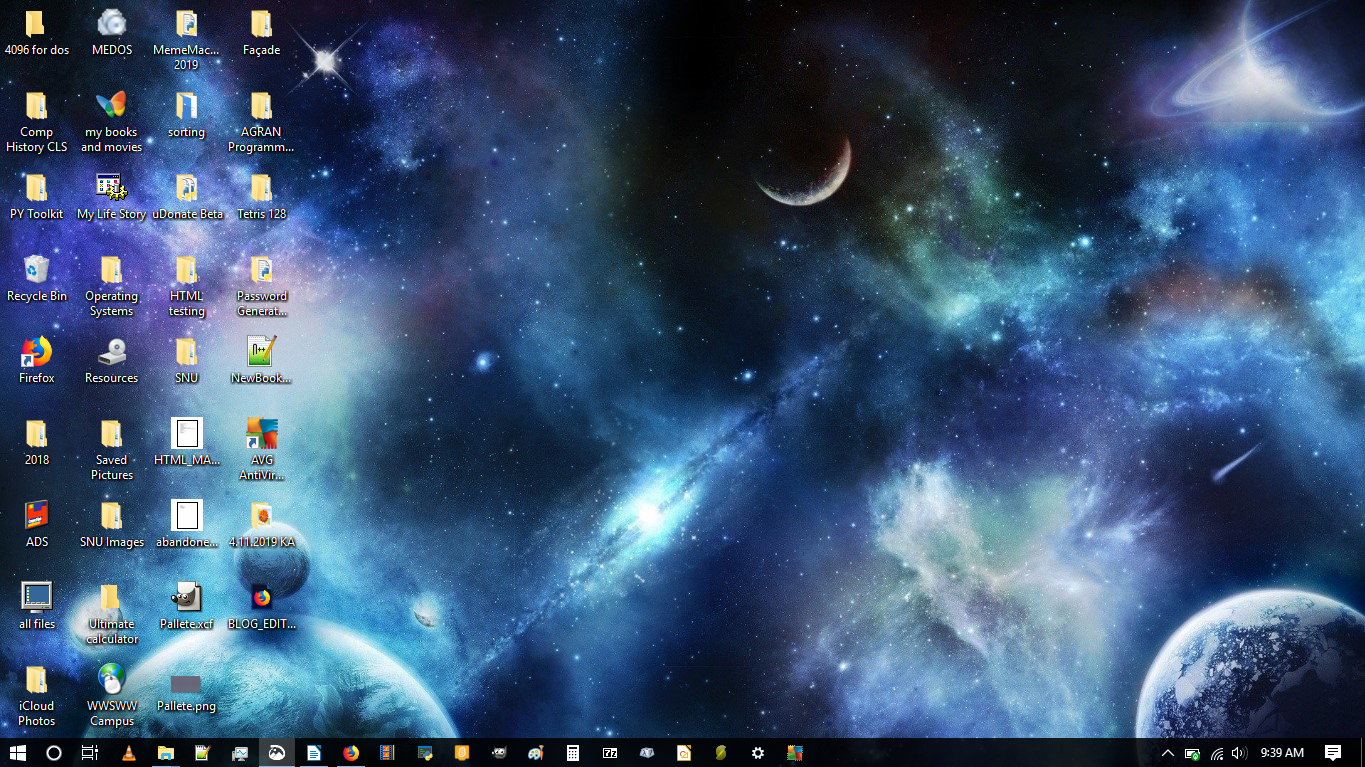 4096 for dos
MEDOS
MemeMac...
2019
Façade
Comp
History CLS
my books
and movies
sorting
AGRAN
Programm...
PY Toolkit
My Life Story
uDonate Beta
Tetris 128
Recycle Bin
Operating
Systems
HTML
testing
Password
Generat...
Firefox
Resources
SNU
NewBook...
2018
Saved
Pictures
HTML_MA...
AVG
AntiVir...
ADS
SNU Images
abandone...
4.11.2019 KA
all files
Ultimate
calculator
Pallete.xcf
BLOG_EDIT...
iCloud
Photos
WWSWW
Campus
Pallete.png
9:39 AM